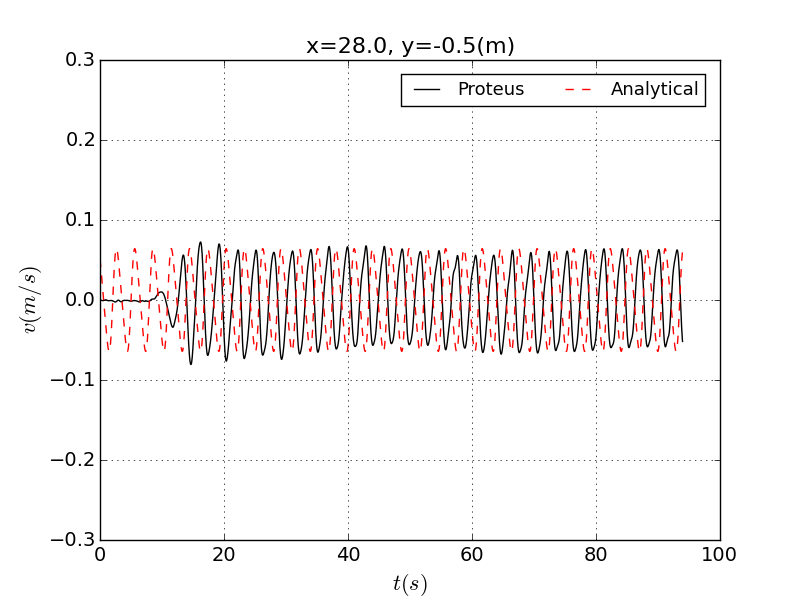 x=28.0, y=-0.5(m)
Proteus
Analytical
0.3
0.2
0.1
0.0
−0.1
−0.2
−0.3
v(m/s)
0 20 40 60 80 100
t(s)